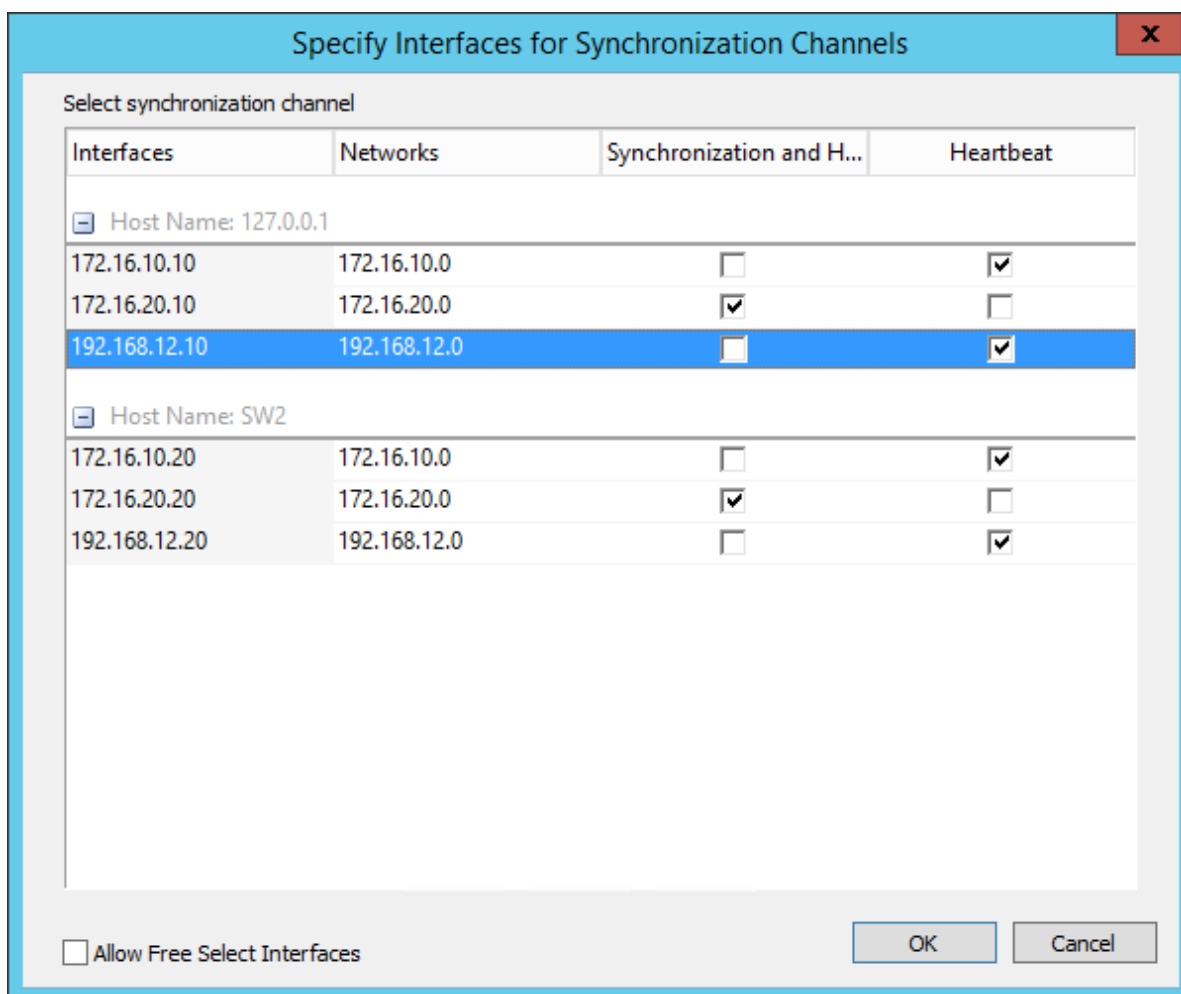 Specify Interfaces for Synchronization Channels
x
Select synchronization channel
Interfaces Networks Synchronization and H... Heartbeat
Host Name: 127.0.0.1
172.16.10.10 172.16.10.0
172.16.20.10 172.16.20.0
192.168.12.10 192.168.12.0
Host Name: SW2
172.16.10.20 172.16.10.0
172.16.20.20 172.16.20.0
192.168.12.20 192.168.12.0
Allow Free Select Interfaces
OK Cancel